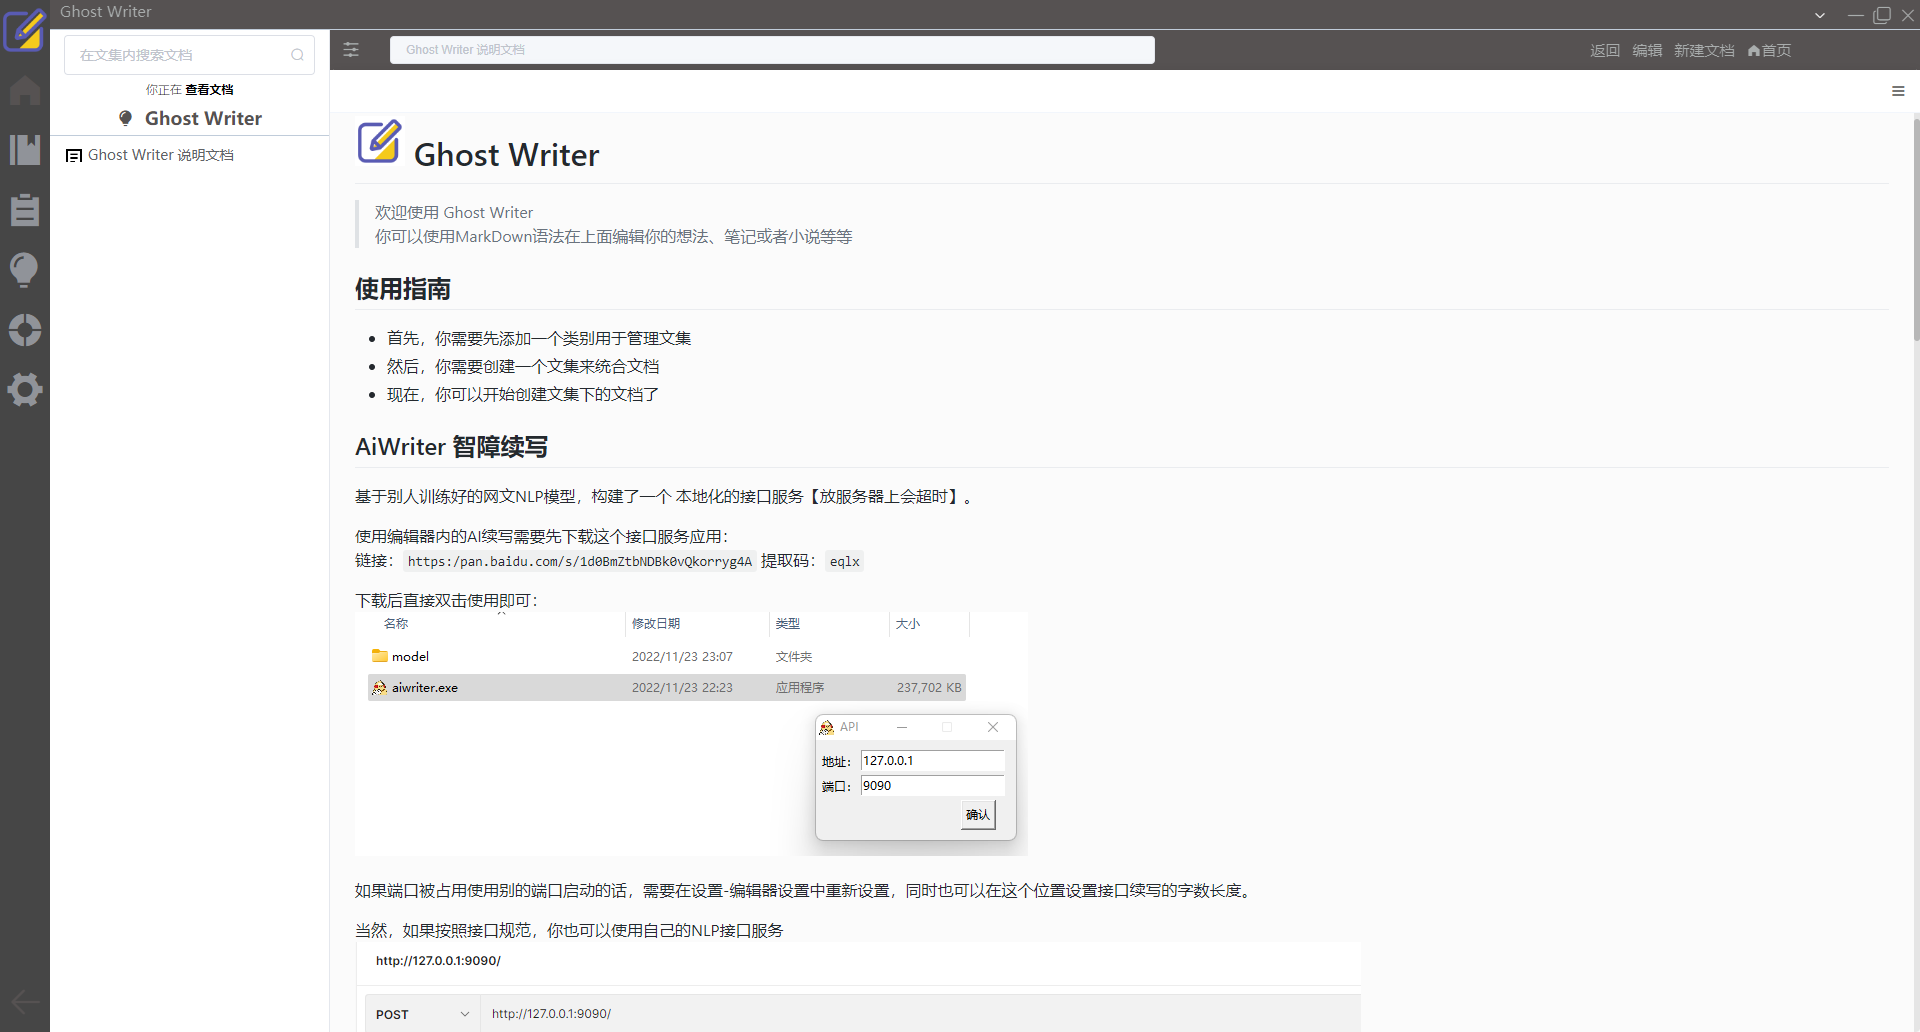 Ghost Writer
在文集内搜索文档
你正在 查看文档
Ghost Writer
Ghost Writer 说明文档
Ghost Writer 说明文档
返回 编辑 新建文档 首页
Ghost Writer
欢迎使用 Ghost Writer
你可以使用MarkDown语法在上面编辑你的想法、笔记或者小说等等
使用指南
首先，你需要先添加一个类别用于管理文集
然后，你需要创建一个文集来统合文档
现在，你可以开始创建文集下的文档了
AiWriter 智障续写
基于别人训练好的网文NLP模型，构建了一个 本地化的接口服务【放服务器上会超时】。
使用编辑器内的AI续写需要先下载这个接口服务应用：
链接： https:/pan.baidu.com/s/1d0BmZtbNDBk0vQkorryg4A 提取码： eqlx
下载后直接双击使用即可：
名称 修改日期 类型 大小
model 2022/11/23 23:07 文件夹
aiwriter.exe 2022/11/23 22:23 应用程序 237,702 KB
API
地址： 127.0.0.1
端口： 9090
确认
如果端口被占用使用别的端口启动的话，需要在设置-编辑器设置中重新设置，同时也可以在这个位置设置接口续写的字数长度。
当然，如果按照接口规范，你也可以使用自己的NLP接口服务
http://127.0.0.1:9090/
POST http://127.0.0.1:9090/